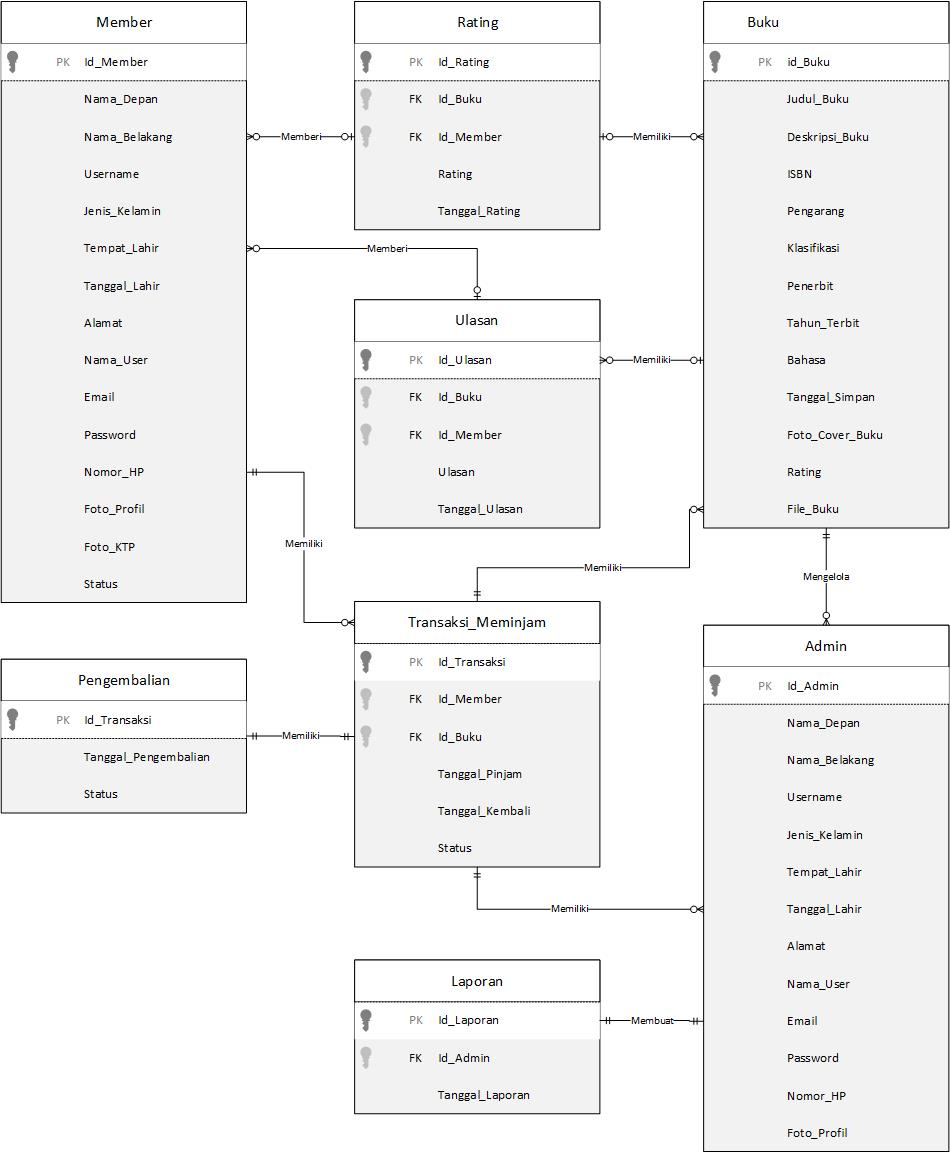 Member
PK Id_Member
Nama_Depan
Nama_Belakang
Username
Jenis_Kelamin
Tempat_Lahir
Tanggal_Lahir
Alamat
Nama_User
Email
Password
Nomor_HP
Foto_Profil
Foto_KTP
Status
Memberi
Memberi
Memiliki
Rating
PK Id_Rating
FK Id_Buku
FK Id_Member
Rating
Tanggal_Rating
Memiliki
Ulasan
PK Id_Ulasan
FK Id_Buku
FK Id_Member
Ulasan
Tanggal_Ulasan
Memiliki
Memiliki
Buku
PK id_Buku
Judul_Buku
Deskripsi_Buku
ISBN
Pengarang
Klasifikasi
Penerbit
Tahun_Terbit
Bahasa
Tanggal_Simpan
Foto_Cover_Buku
Rating
File_Buku
Mengelola
Pengembalian
PK Id_Transaksi
Tanggal_Pengembalian
Status
Memiliki
Transaksi_Meminjam
PK Id_Transaksi
FK Id_Member
FK Id_Buku
Tanggal_Pinjam
Tanggal_Kembali
Status
Memiliki
Laporan
PK Id_Laporan
FK Id_Admin
Tanggal_Laporan
Membuat
Admin
PK Id_Admin
Nama_Depan
Nama_Belakang
Username
Jenis_Kelamin
Tempat_Lahir
Tanggal_Lahir
Alamat
Nama_User
Email
Password
Nomor_HP
Foto_Profil